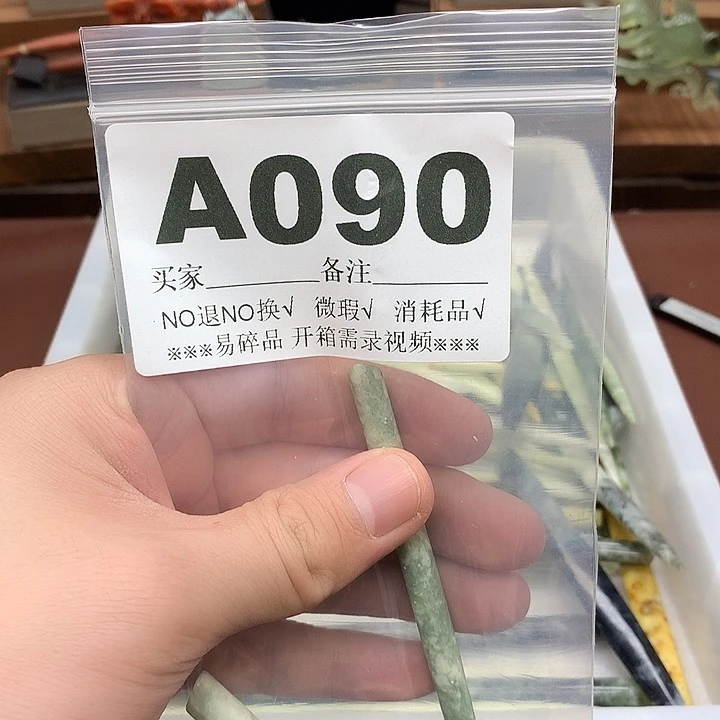 A090
买家________备注________
NO退NO换√ 微瑕√ 消耗品√
※※※易碎品 开箱需录视频※※※